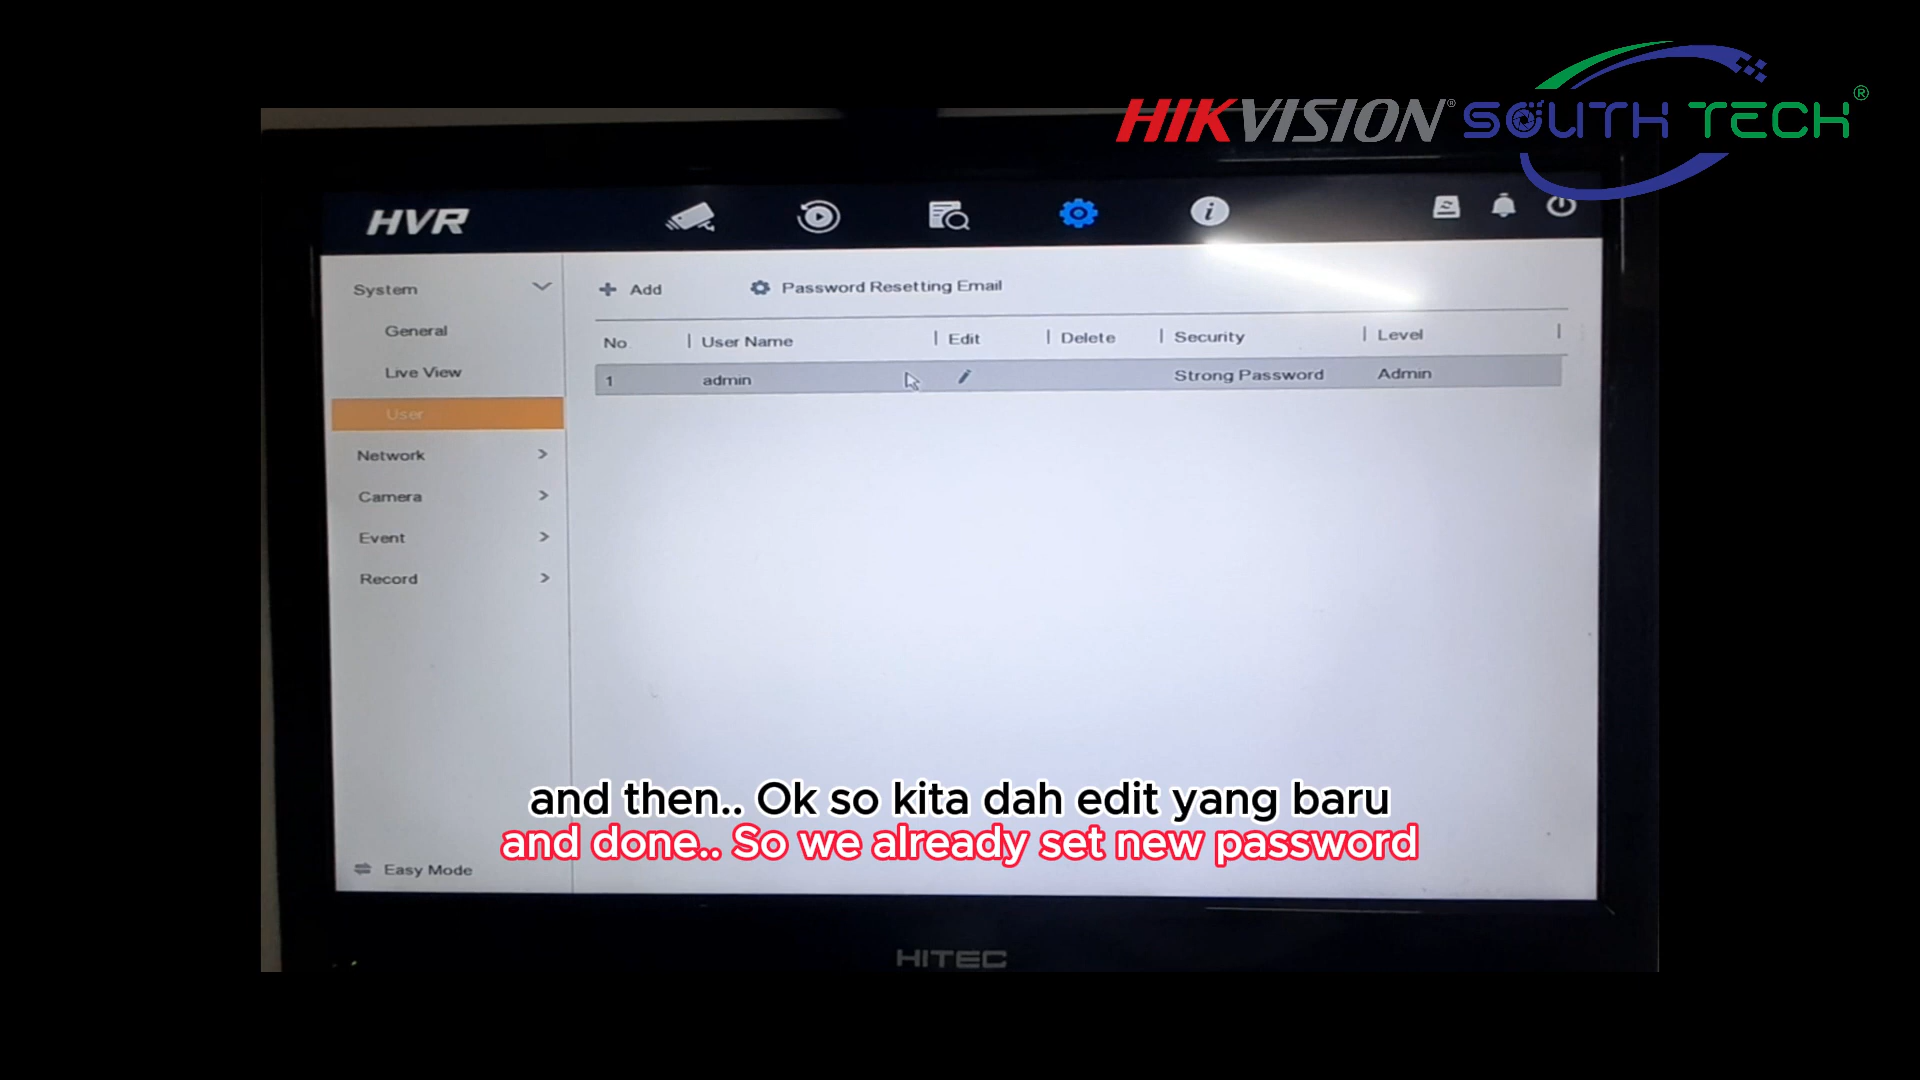 HIKVISION®
SOUTH TECH®
HVR
System
General
Live View
User
Network
Camera
Event
Record
Easy Mode
Add
Password Resetting Email
No. | User Name | Edit | Delete | Security | Level |
1 admin Strong Password Admin
and then.. Ok so kita dah edit yang baru
and done.. So we already set new password
HITEC